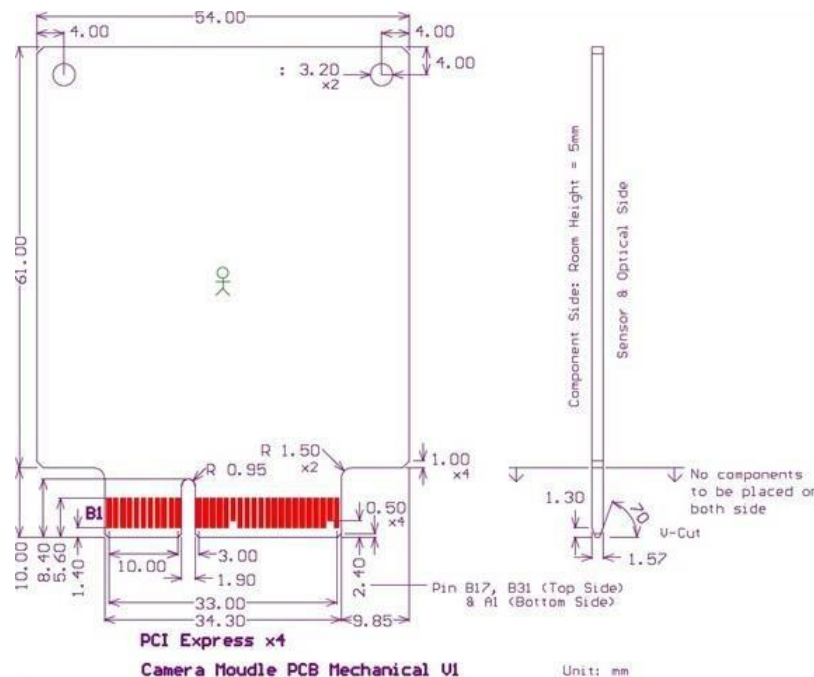 54.00
4.00
4.00
: 3.20
x2
4.00
61.00
Component Side: Room Height = 5mm
Sensor & Optical Side
R 1.50
x2
R 0.95
1.00
x4
No components
to be placed on
both side
B1
0.50
x4
1.30
70
V-Cut
10.00
8.40
5.60
1.40
10.00
3.00
1.90
2.40
1.57
Pin B17, B31 (Top Side)
& A1 (Bottom Side)
33.00
34.30
9.85
PCI Express x4
Camera Moudle PCB Mechanical V1
Unit: mm